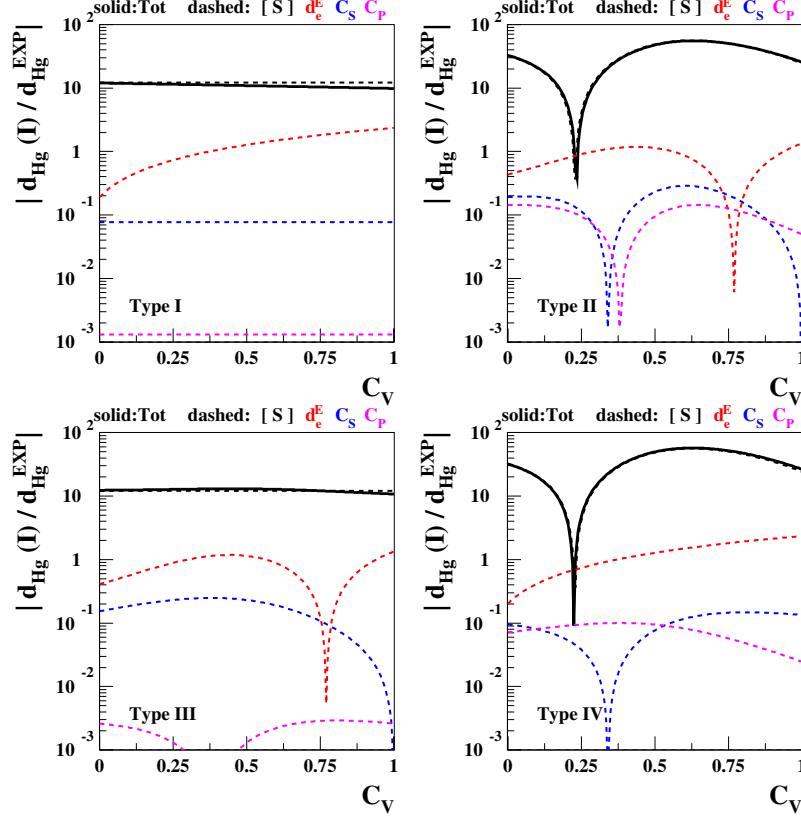 solid:Tot dashed: [ S ] d_e^E C_S C_P
solid:Tot dashed: [ S ] d_e^E C_S C_P
| d_Hg (I) / d_Hg^EXP |
10^2
10
1
10^-1
10^-2
10^-3
Type I
0 0.25 0.5 0.75 1
C_V
| d_Hg (I) / d_Hg^EXP |
10^2
10
1
10^-1
10^-2
10^-3
Type II
0 0.25 0.5 0.75 1
C_V
solid:Tot dashed: [ S ] d_e^E C_S C_P
solid:Tot dashed: [ S ] d_e^E C_S C_P
| d_Hg (I) / d_Hg^EXP |
10^2
10
1
10^-1
10^-2
10^-3
Type III
0 0.25 0.5 0.75 1
C_V
| d_Hg (I) / d_Hg^EXP |
10^2
10
1
10^-1
10^-2
10^-3
Type IV
0 0.25 0.5 0.75 1
C_V